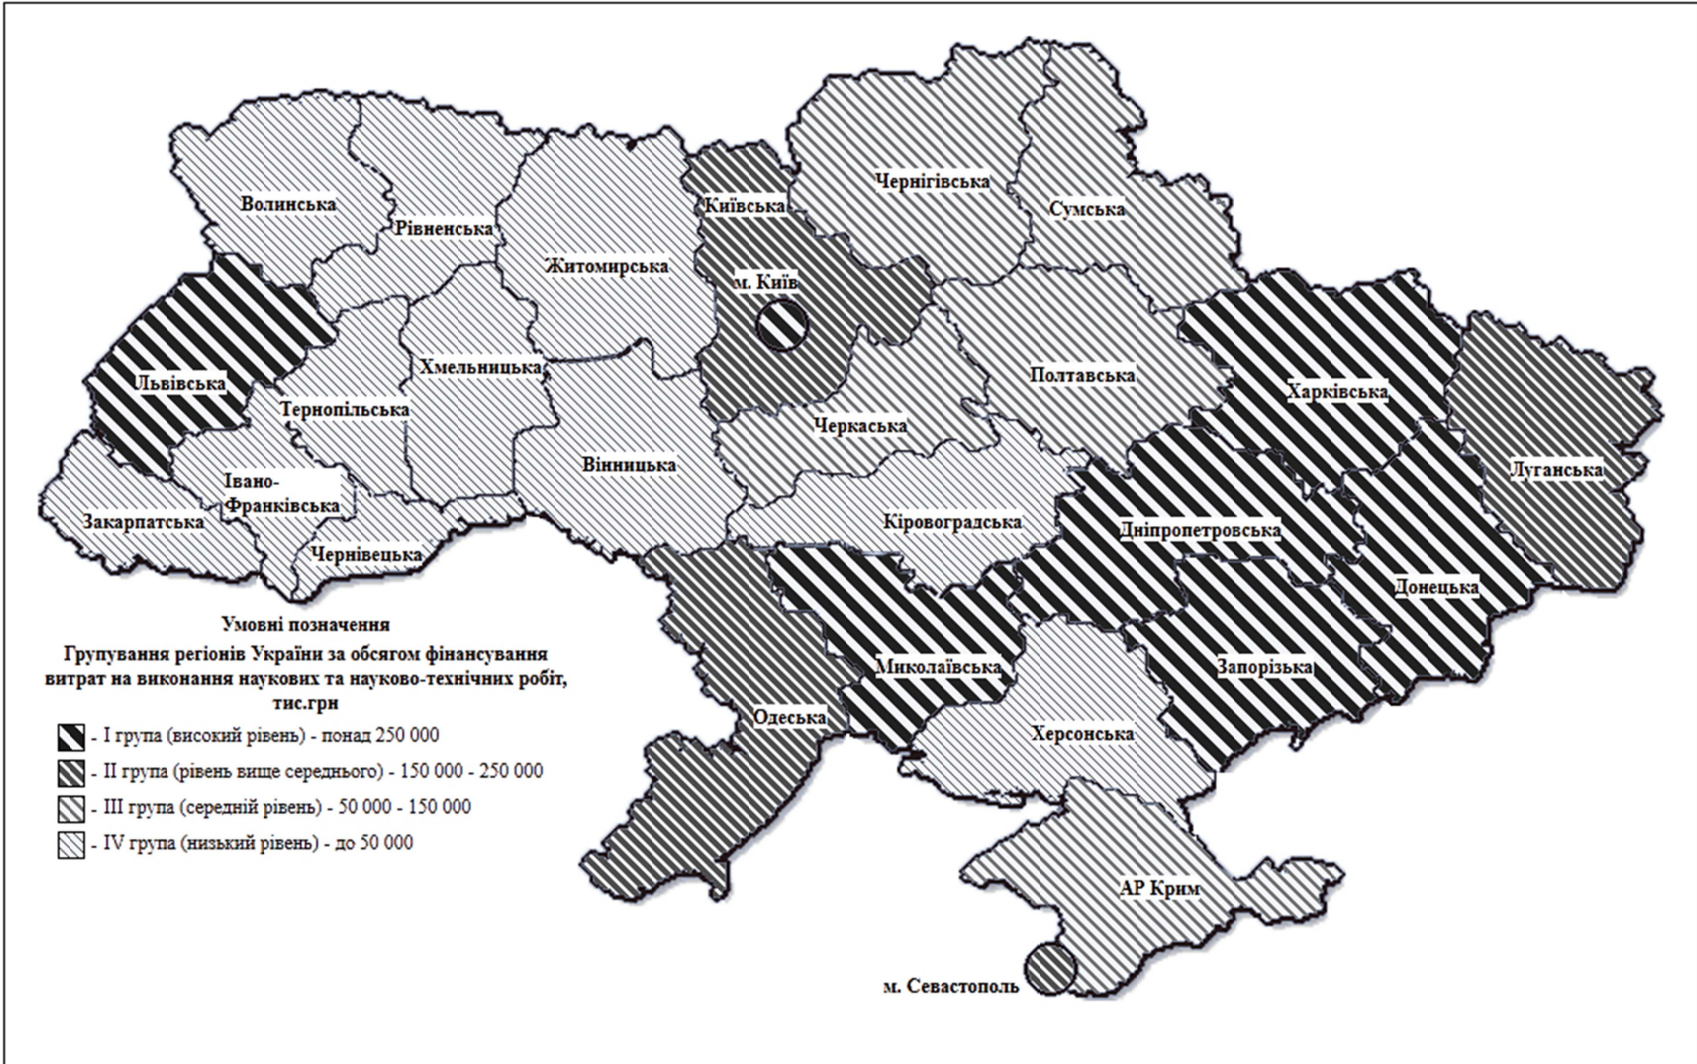 Чернігівська
Сумська
Київська
Волинська
Рівненська
Житомирська
м. Київ
Хмельницька
Полтавська
Львівська
Харківська
Тернопільська
Черкаська
Вінницька
Луганська
Івано-
Франківська
Закарпатська
Кіровоградська
Дніпропетровська
Чернівецька
Донецька
Миколаївська
Запорізька
Одеська
Херсонська
АР Крим
м. Севастополь
Умовні позначення
Групування регіонів України за обсягом фінансування
витрат на виконання наукових та науково-технічних робіт,
тис.грн
- I група (високий рівень) - понад 250 000
- II група (рівень вище середнього) - 150 000 - 250 000
- III група (середній рівень) - 50 000 - 150 000
- IV група (низький рівень) - до 50 000